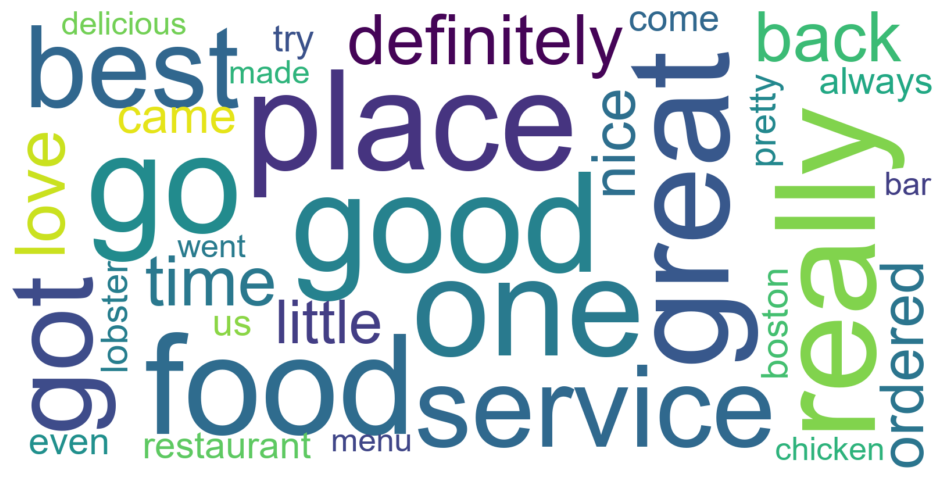 delicious
try
definitely
come
back
best
made
always
came
place
nice
great
pretty
really
love
go
good
bar
went
time
got
lobster
us
little
one
boston
ordered
food
service
even
restaurant
menu
chicken